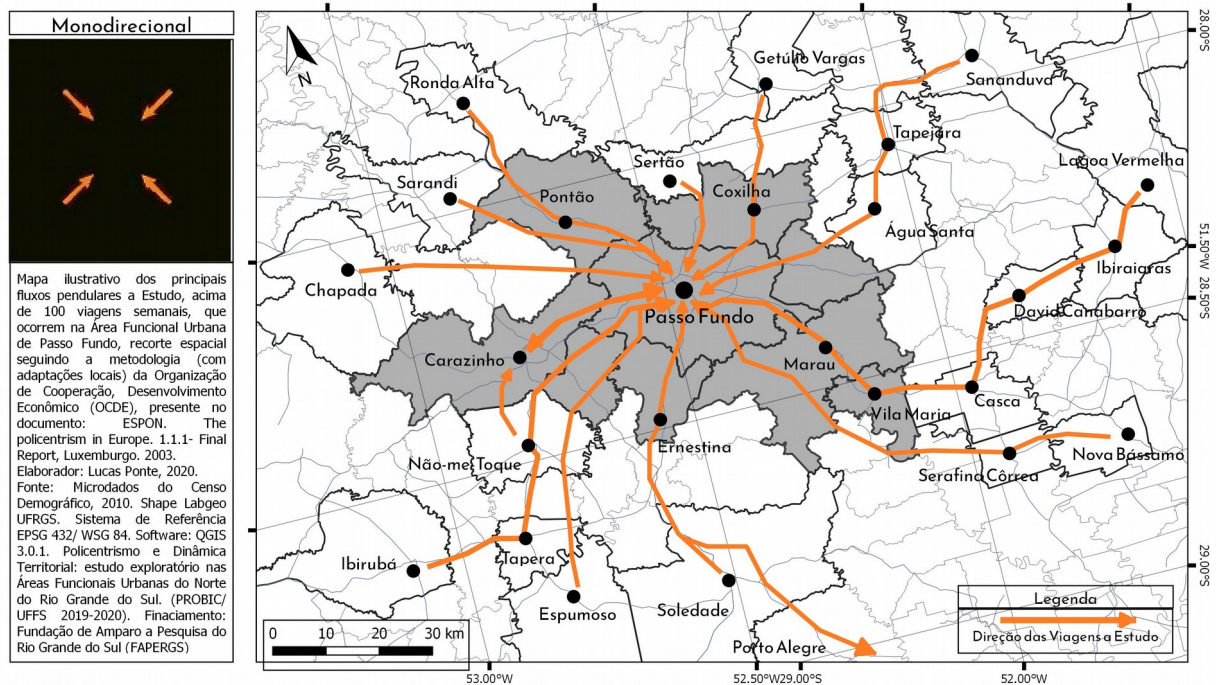 Monodirecional
Mapa ilustrativo dos principais
fluxos pendulares a Estudo, acima
de 100 viagens semanais, que
ocorrem na Área Funcional Urbana
de Passo Fundo, recorte espacial
seguindo a metodologia (com
adaptações locais) da Organização
de Cooperação, Desenvolvimento
Econômico (OCDE), presente no
documento: ESPON. The
policentrism in Europe. 1.1.1- Final
Report, Luxemburgo. 2003.
Elaborador: Lucas Ponte, 2020.
Fonte: Microdados do Censo
Demográfico, 2010. Shape Labgeo
UFRGS. Sistema de Referência
EPSG 432/ WSG 84. Software: QGIS
3.0.1. Policentrismo e Dinâmica
Territorial: estudo exploratório nas
Áreas Funcionais Urbanas do Norte
do Rio Grande do Sul. (PROBIC/
UFFS 2019-2020). Finaciamento:
Fundação de Amparo a Pesquisa do
Rio Grande do Sul (FAPERGS)
N
Getúlio Vargas
Sananduva
Ronda Alta
Tapejara
Lagoa Vermelha
Sertão
Sarandi
Pontão
Coxilha
Água Santa
Ibiraiaras
Chapada
David Canabarro
Passo Fundo
Carazinho
Marau
Casca
Vila Maria
Ernestina
Nova Bássamo
Não-me-Toque
Serafina Côrrea
Tapera
Ibirubá
Espumoso
Soledade
Porto Alegre
0 10 20 30 km
Legenda
Direção das Viagens a Estudo
28.00°S
51.50°W
28.50°S
29.00°S
53.00°W
52.50°W
29.00°S
52.00°W